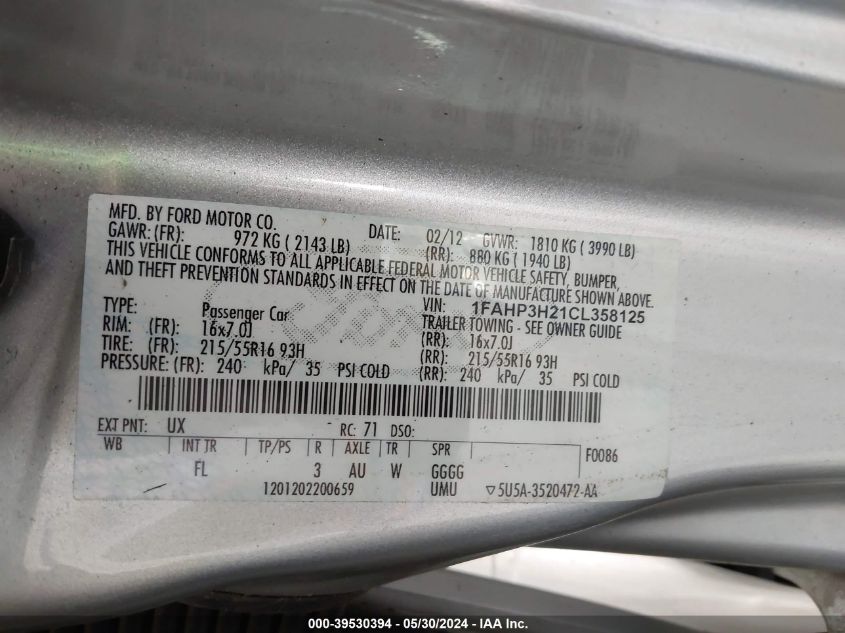 MFD. BY FORD MOTOR CO.
DATE: 02/12 GVWR: 1810 KG ( 3990 LB)
GAWR: (FR): 972 KG ( 2143 LB) (RR): 880 KG ( 1940 LB)
THIS VEHICLE CONFORMS TO ALL APPLICABLE FEDERAL MOTOR VEHICLE SAFETY, BUMPER,
AND THEFT PREVENTION STANDARDS IN EFFECT ON THE DATE OF MANUFACTURE SHOWN ABOVE.
VIN: 1FAHP3H21CL358125
TYPE: Passenger Car TRAILER TOWING - SEE OWNER GUIDE
RIM: (FR): 16x7.0J (RR): 16x7.0J
TIRE: (FR): 215/55R16 93H (RR): 215/55R16 93H
PRESSURE: (FR): 240 kPa/ 35 PSI COLD (RR): 240 kPa/ 35 PSI COLD
EXT PNT: UX RC: 71 DSO:
WB INT TR TP/PS R AXLE TR SPR F0086
FL 3 AU W GGGG
1201202200659 UMU ▽5U5A-3520472-AA
000-39530394 - 05/30/2024 - IAA Inc.